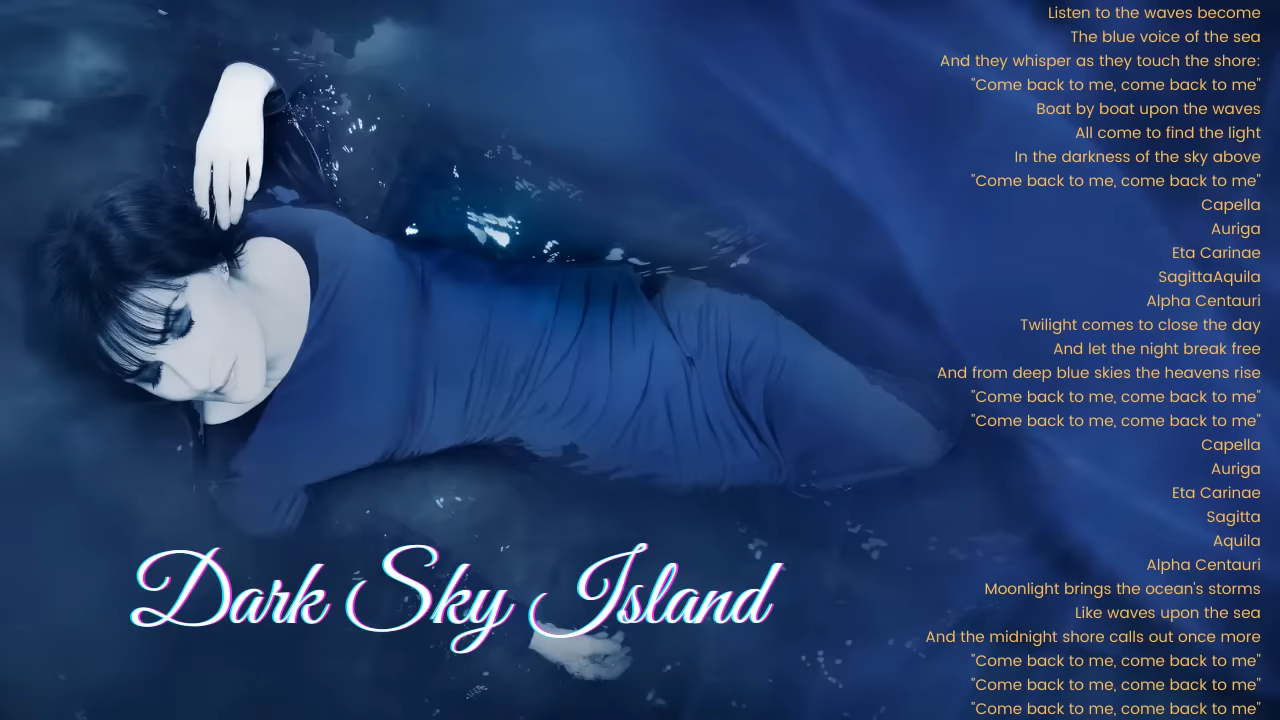 Listen to the waves become
The blue voice of the sea
And they whisper as they touch the shore:
"Come back to me, come back to me"
Boat by boat upon the waves
All come to find the light
In the darkness of the sky above
"Come back to me, come back to me"
Capella
Auriga
Eta Carinae
SagittaAquila
Alpha Centauri
Twilight comes to close the day
And let the night break free
And from deep blue skies the heavens rise
"Come back to me, come back to me"
"Come back to me, come back to me"
Capella
Auriga
Eta Carinae
Sagitta
Aquila
Alpha Centauri
Moonlight brings the ocean's storms
Like waves upon the sea
And the midnight shore calls out once more
"Come back to me, come back to me"
"Come back to me, come back to me"
"Come back to me, come back to me"
Dark Sky Island